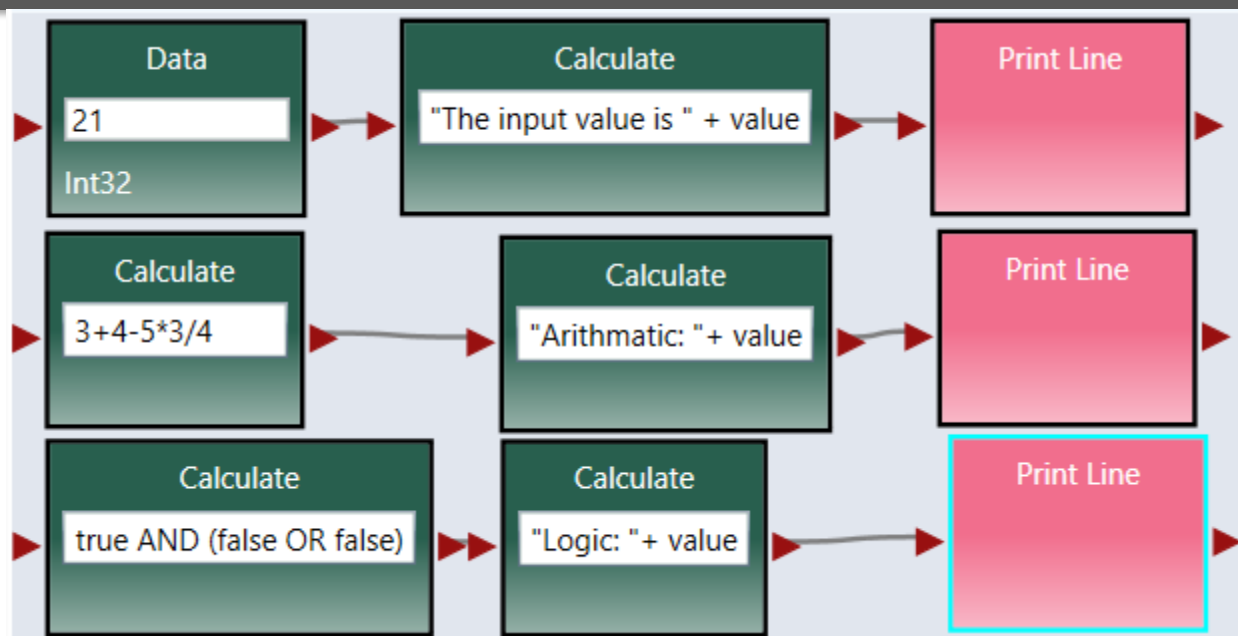 Data
Calculate
Print Line
21
"The input value is " + value
Int32
Calculate
Calculate
Print Line
3+4-5*3/4
"Arithmatic: "+ value
Calculate
Calculate
Print Line
true AND (false OR false)
"Logic: "+ value